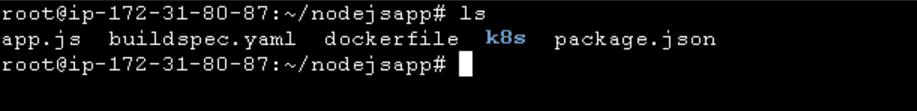 root@ip-172-31-80-87:~/nodejsapp# ls
app.js buildspec.yaml dockerfile k8s package.json
root@ip-172-31-80-87:~/nodejsapp#